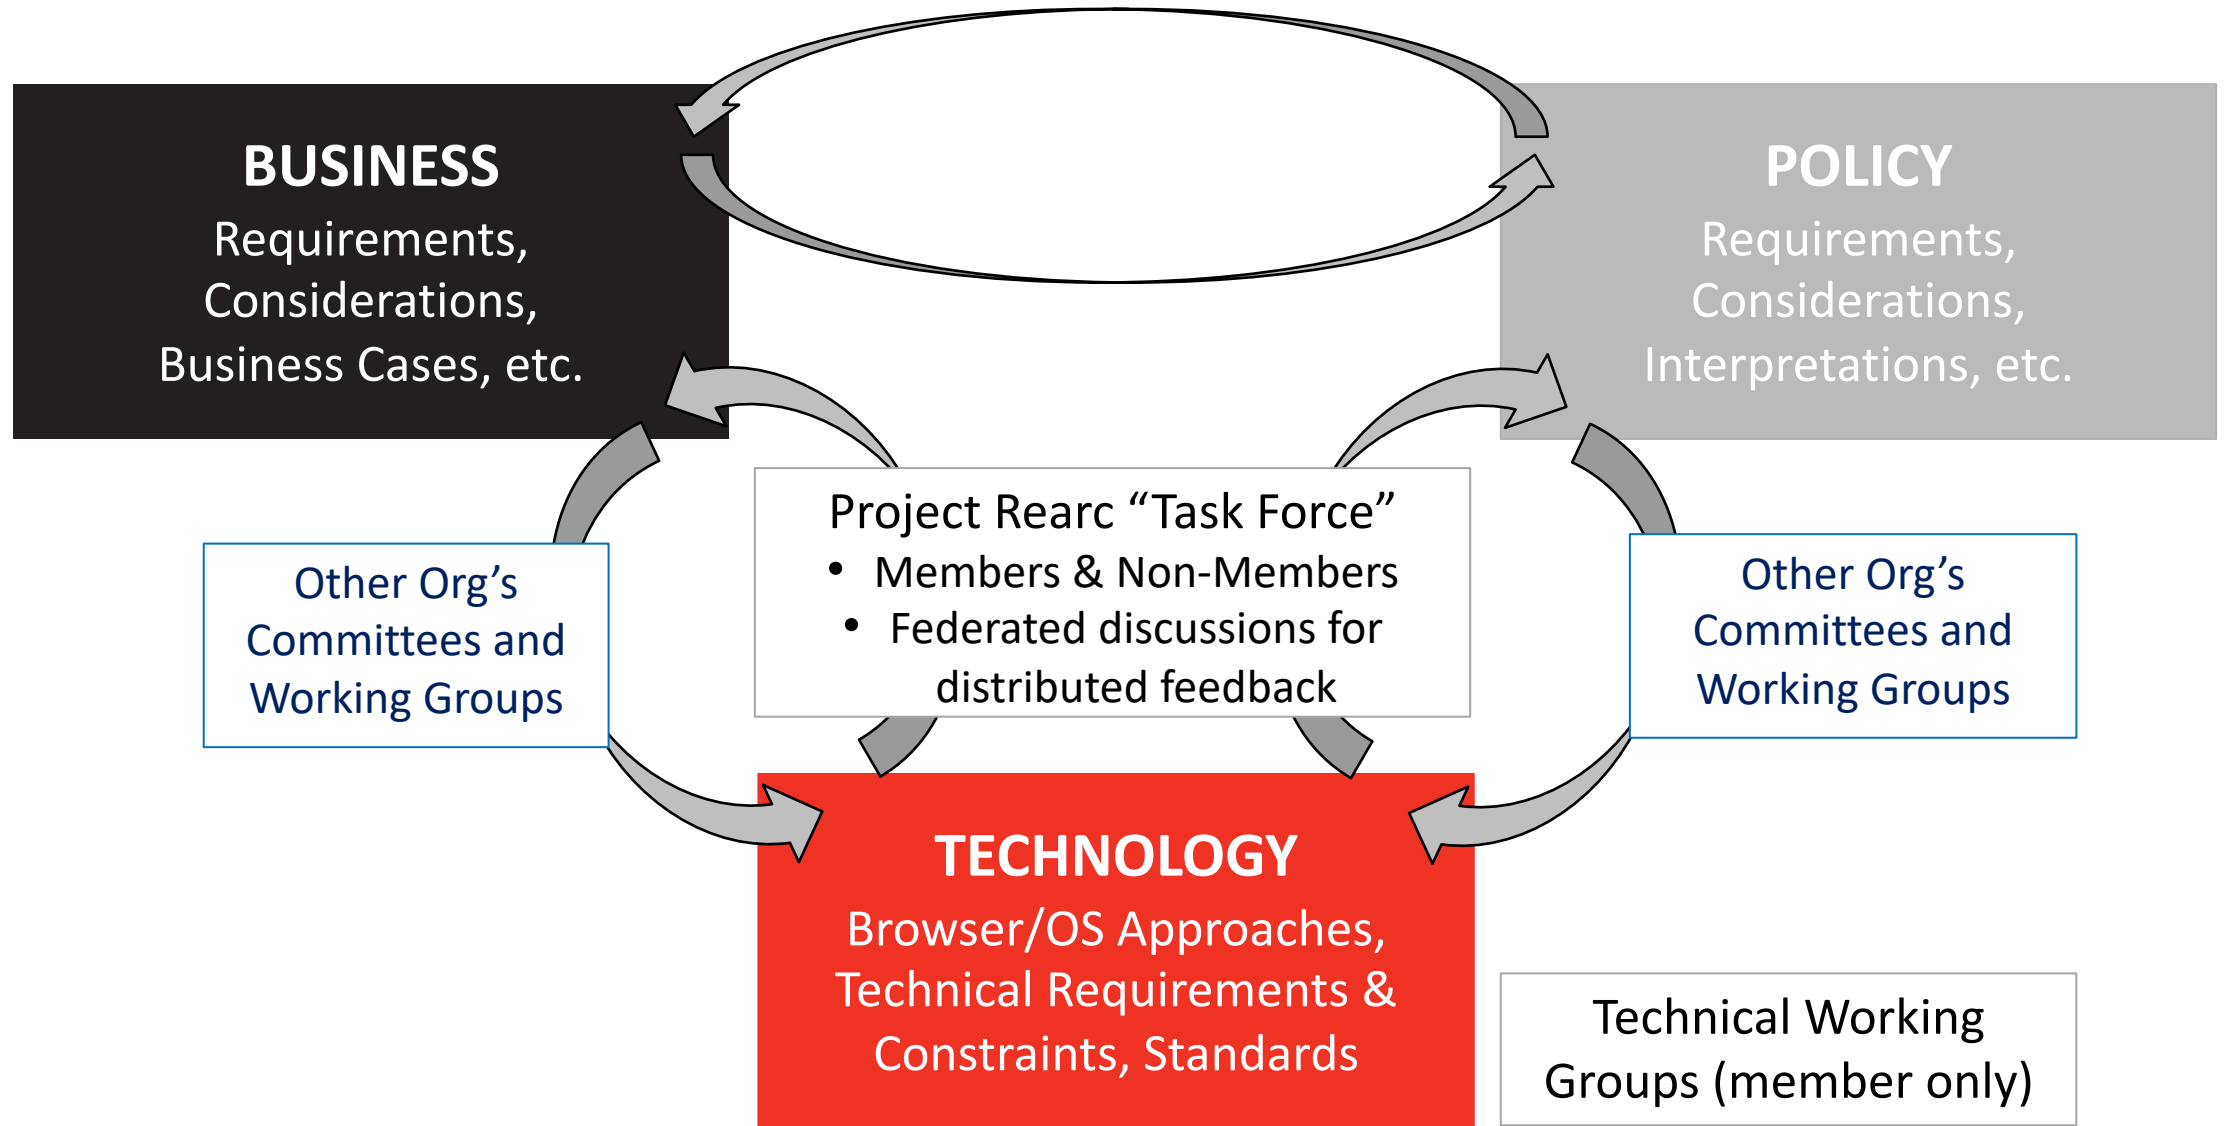 BUSINESS
Requirements,
Considerations,
Business Cases, etc.
POLICY
Requirements,
Considerations,
Interpretations, etc.
Project Rearc “Task Force”
• Members & Non-Members
• Federated discussions for
distributed feedback
Other Org’s
Committees and
Working Groups
Other Org’s
Committees and
Working Groups
TECHNOLOGY
Browser/OS Approaches,
Technical Requirements &
Constraints, Standards
Technical Working
Groups (member only)